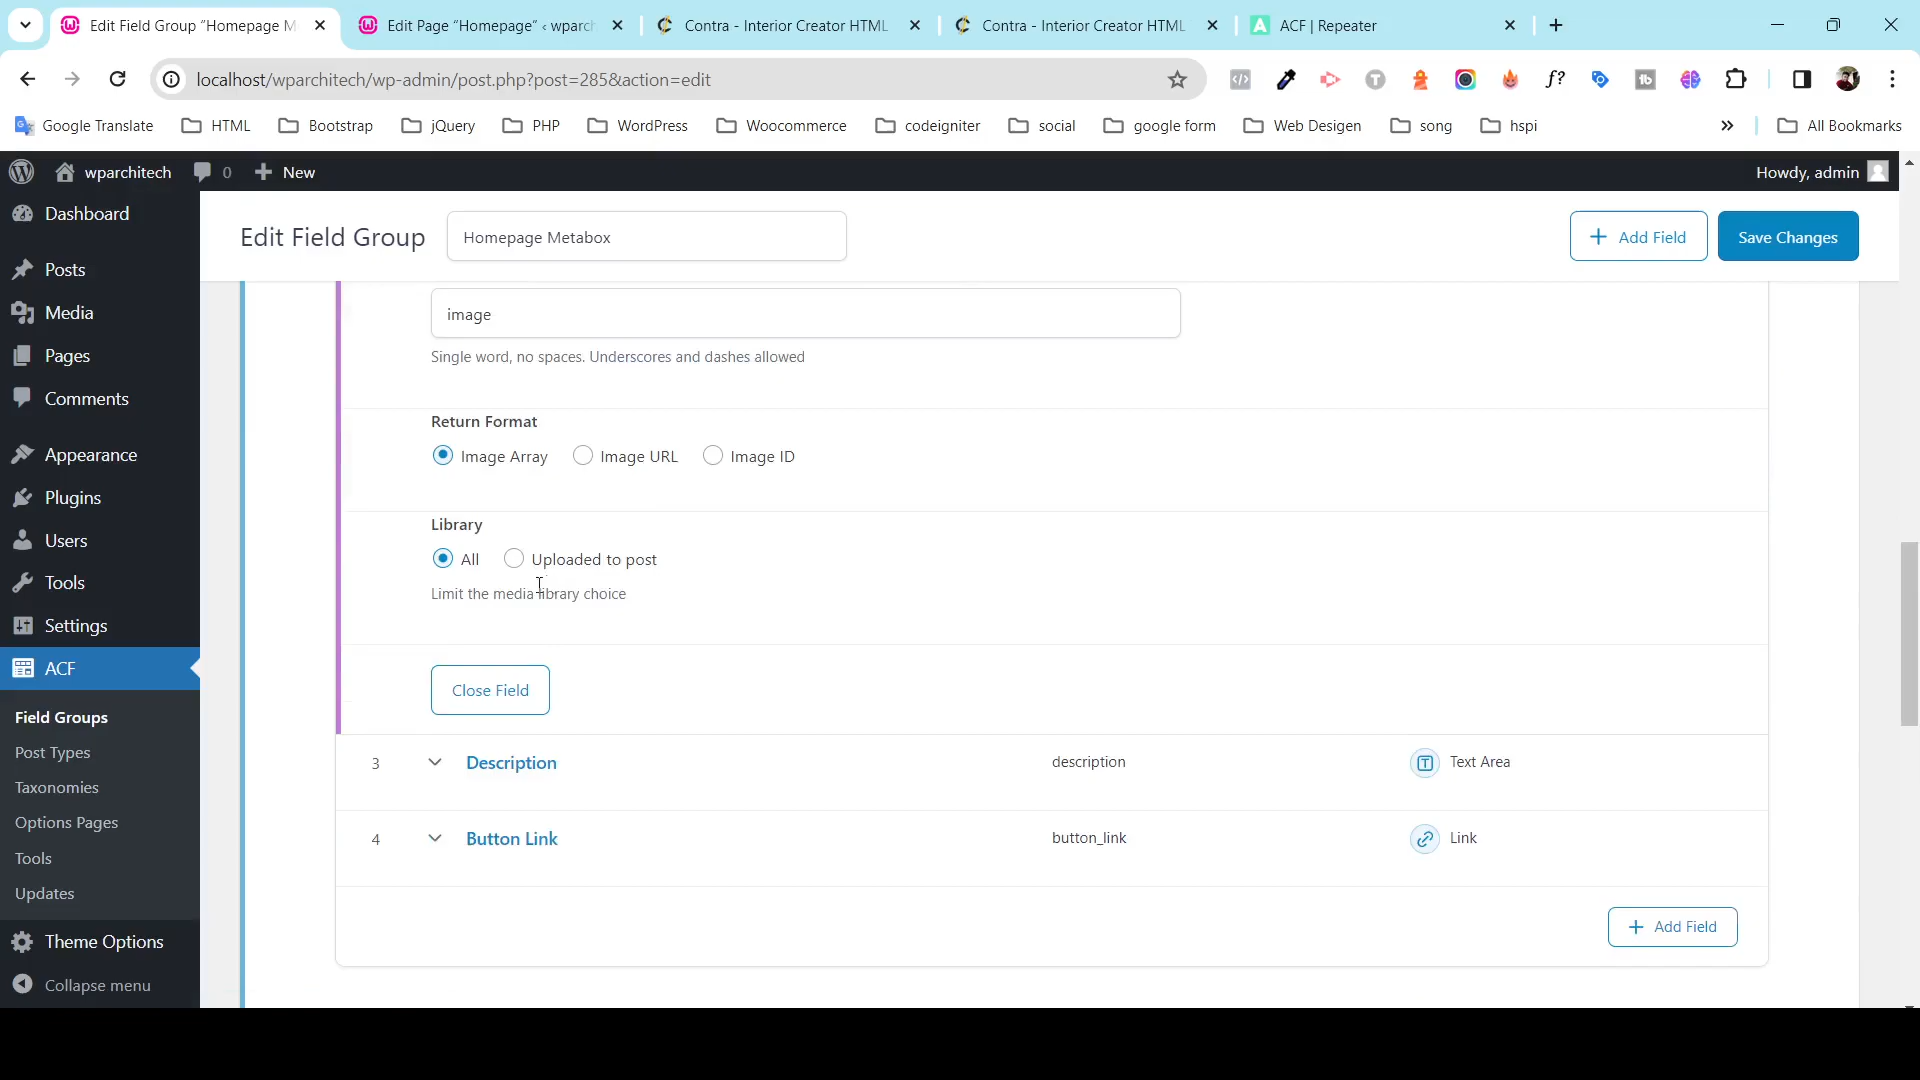 Edit Field Group “Homepage M
Edit Page “Homepage” ‹ wparch
Contra - Interior Creator HTML
Contra - Interior Creator HTML
ACF | Repeater
localhost/wparchitech/wp-admin/post.php?post=285&action=edit
Google Translate
HTML
Bootstrap
jQuery
PHP
WordPress
Woocommerce
codeigniter
social
google form
Web Desigen
song
hspi
All Bookmarks
wparchitech
0
New
Howdy, admin
Dashboard
Posts
Media
Pages
Comments
Appearance
Plugins
Users
Tools
Settings
ACF
Field Groups
Post Types
Taxonomies
Options Pages
Tools
Updates
Theme Options
Collapse menu
Edit Field Group
Homepage Metabox
Add Field
Save Changes
image
Single word, no spaces. Underscores and dashes allowed
Return Format
Image Array
Image URL
Image ID
Library
All
Uploaded to post
Limit the media library choice
Close Field
3
Description
description
Text Area
4
Button Link
button_link
Link
Add Field